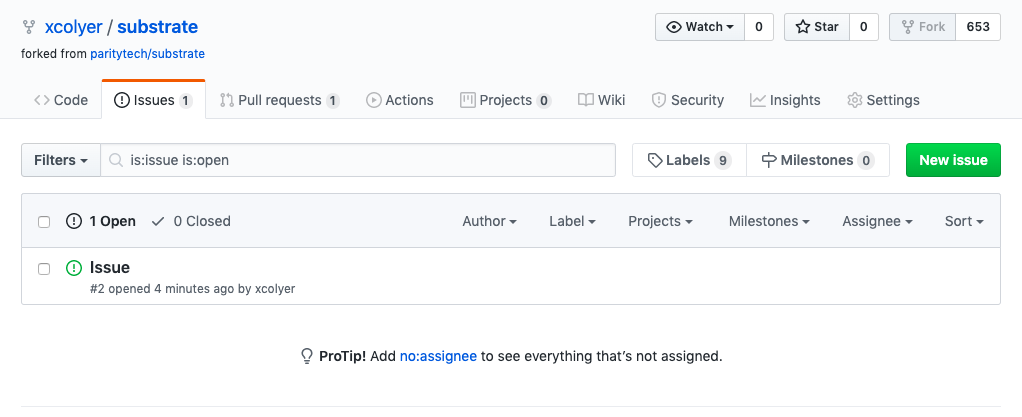 xcolyer / substrate
Watch 0 Star 0 Fork 653
forked from paritytech/substrate
Code Issues 1 Pull requests 1 Actions Projects 0 Wiki Security Insights Settings
Filters is:issue is:open Labels 9 Milestones 0 New issue
1 Open 0 Closed Author Label Projects Milestones Assignee Sort
Issue
#2 opened 4 minutes ago by xcolyer
ProTip! Add no:assignee to see everything that’s not assigned.